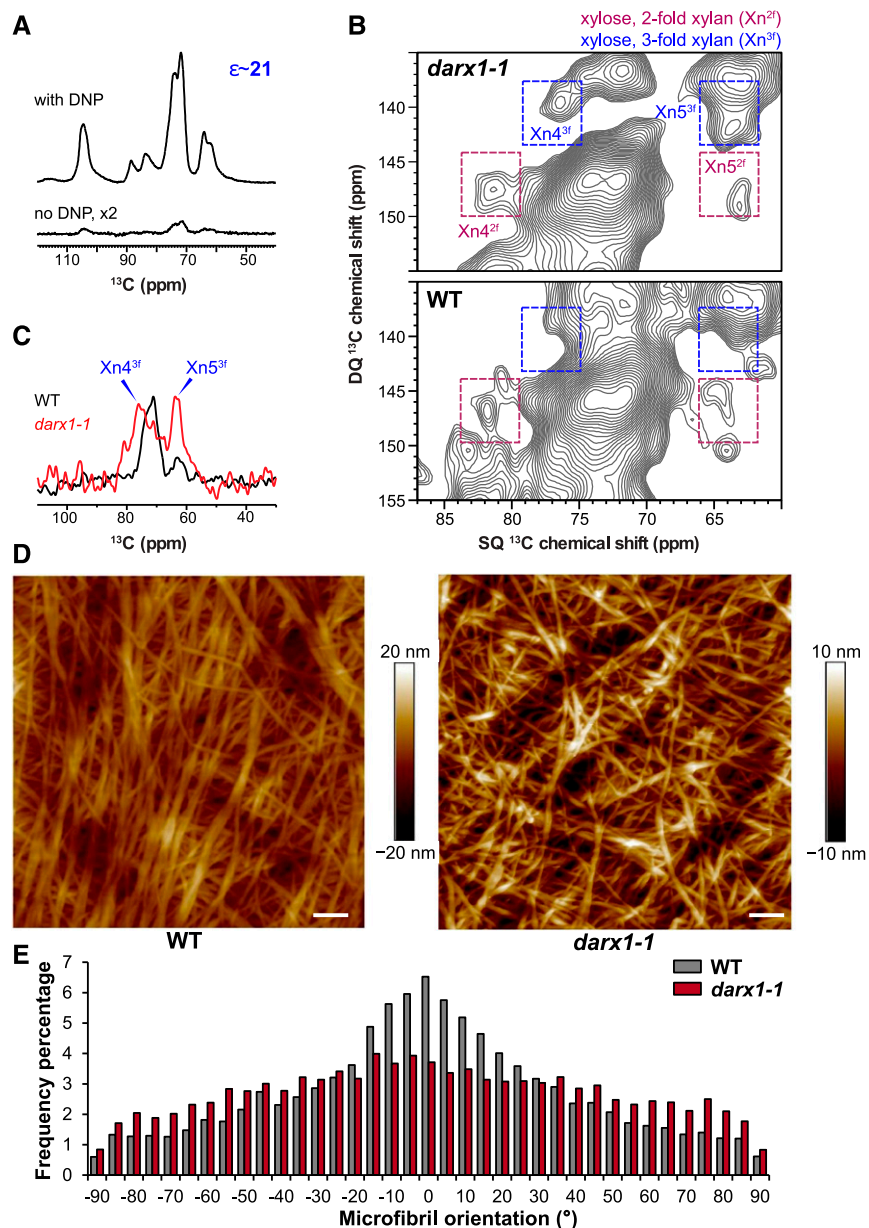 A
ε~21
with DNP
no DNP, x2
110 90 70 50
¹³C (ppm)
B
xylose, 2-fold xylan (Xn²ᶠ)
xylose, 3-fold xylan (Xn³ᶠ)
darx1-1
140
145
150
Xn4³ᶠ
Xn5³ᶠ
Xn5²ᶠ
Xn4²ᶠ
WT
140
145
150
155
DQ ¹³C chemical shift (ppm)
85 80 75 70 65
SQ ¹³C chemical shift (ppm)
C
Xn4³ᶠ Xn5³ᶠ
WT
darx1-1
100 80 60 40
¹³C (ppm)
D
20 nm
−20 nm
10 nm
−10 nm
WT
darx1-1
E
Frequency percentage
7
6
5
4
3
2
1
0
WT
darx1-1
-90 -80 -70 -60 -50 -40 -30 -20 -10 0 10 20 30 40 50 60 70 80 90
Microfibril orientation (°)